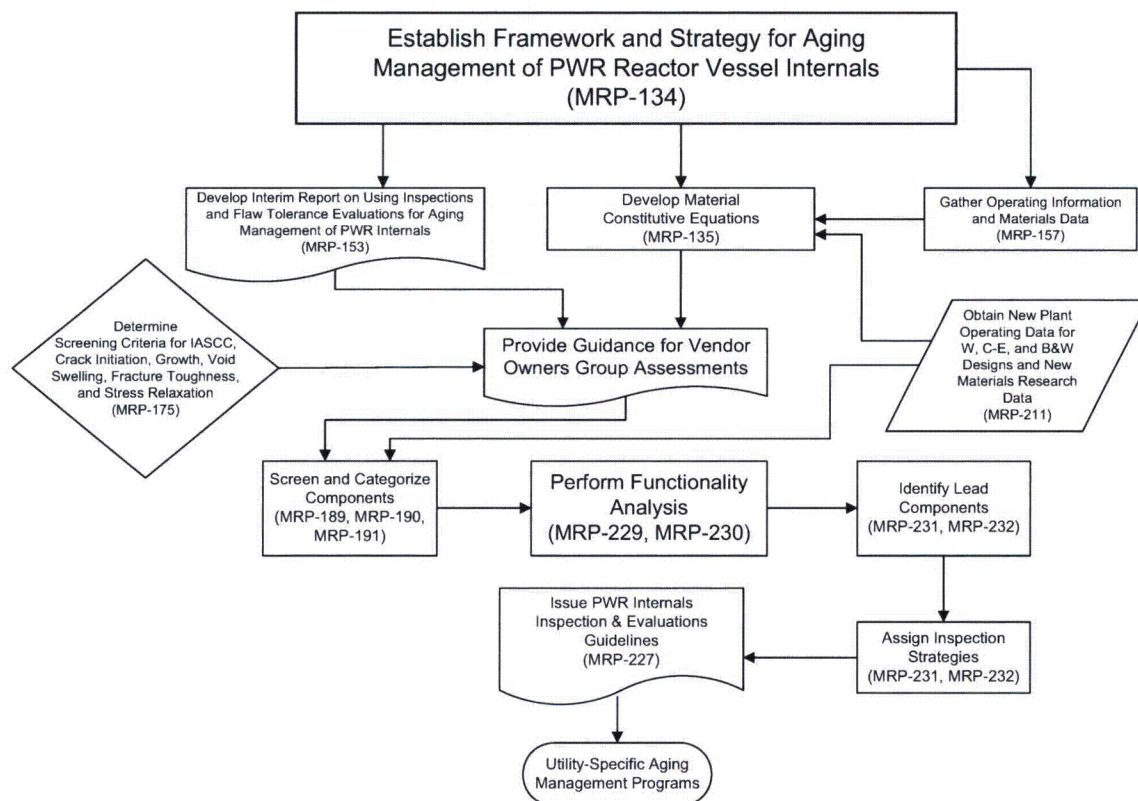 Establish Framework and Strategy for Aging
Management of PWR Reactor Vessel Internals
(MRP-134)
Develop Interim Report on Using Inspections
and Flaw Tolerance Evaluations for Aging
Management of PWR Internals
(MRP-153)
Develop Material
Constitutive Equations
(MRP-135)
Gather Operating Information
and Materials Data
(MRP-157)
Determine
Screening Criteria for IASCC,
Crack Initiation, Growth, Void
Swelling, Fracture Toughness,
and Stress Relaxation
(MRP-175)
Provide Guidance for Vendor
Owners Group Assessments
Obtain New Plant
Operating Data for
W, C-E, and B&W
Designs and New
Materials Research
Data
(MRP-211)
Screen and Categorize
Components
(MRP-189, MRP-190,
MRP-191)
Perform Functionality
Analysis
(MRP-229, MRP-230)
Identify Lead
Components
(MRP-231, MRP-232)
Issue PWR Internals
Inspection & Evaluations
Guidelines
(MRP-227)
Assign Inspection
Strategies
(MRP-231, MRP-232)
Utility-Specific Aging
Management Programs